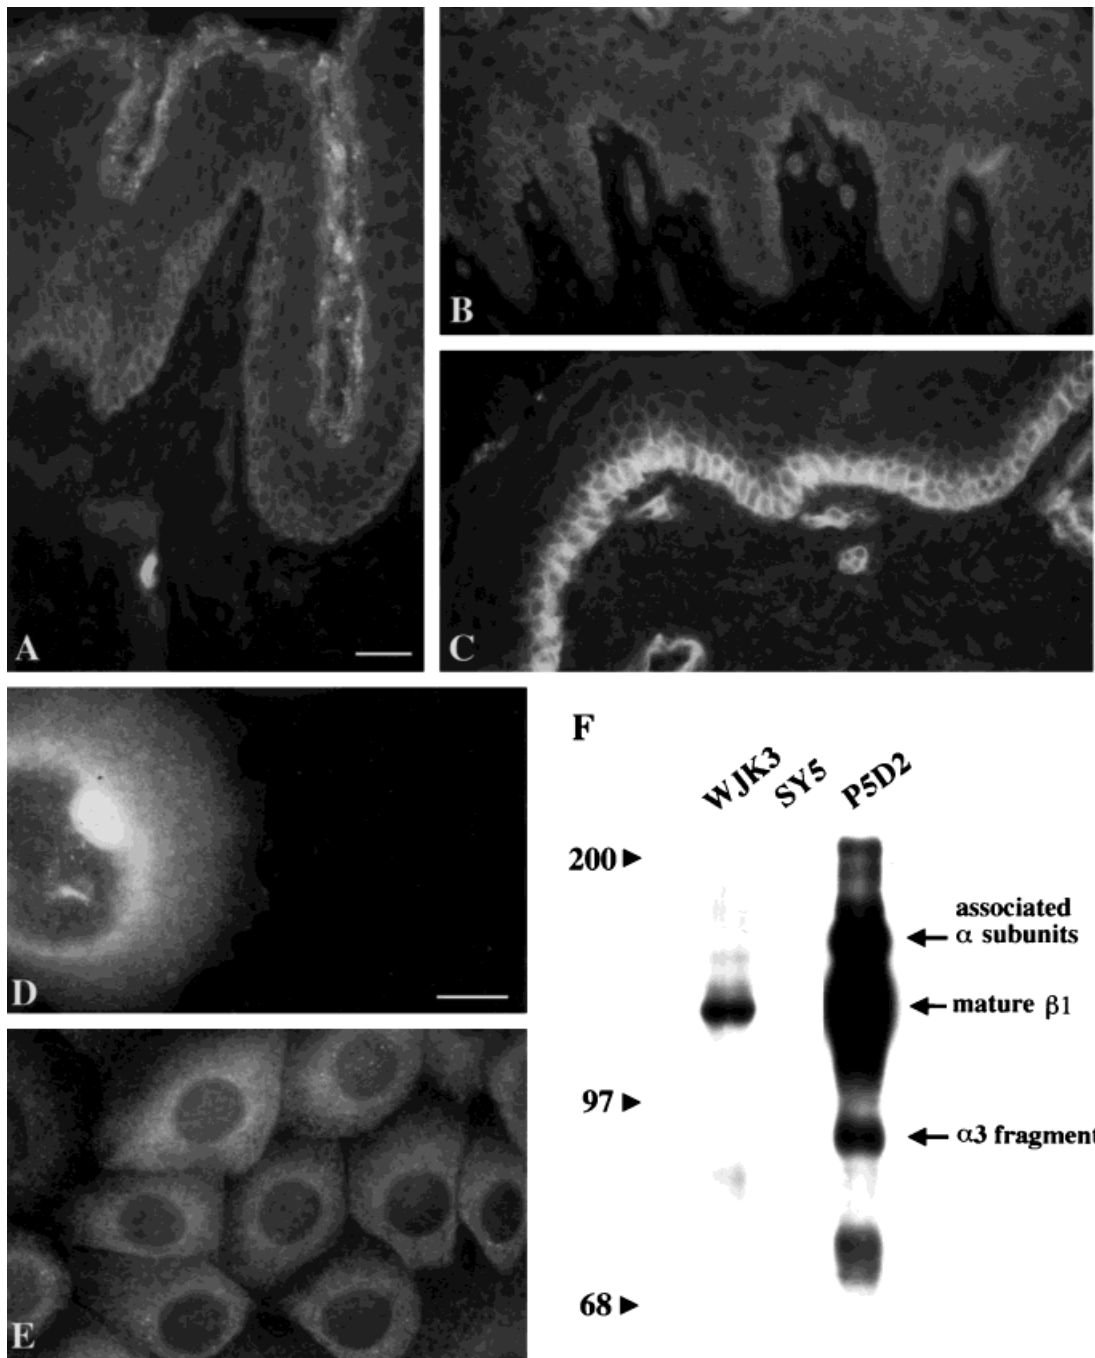 A
B
C
D
E
F
WJK3 SY5 P5D2
200
associated
α subunits
mature β1
97
α3 fragment
68